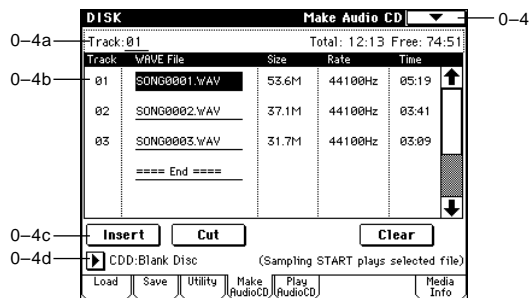 DISK Make Audio CD 0-4
0-4a Track:01 Total: 12:13 Free: 74:51
Track WAVE File Size Rate Time
0-4b 01 SONG0001.WAV 53.6M 44100Hz 05:19
02 SONG0002.WAV 37.1M 44100Hz 03:41
03 SONG0003.WAV 31.7M 44100Hz 03:09
==== End ====
0-4c Insert Cut Clear
0-4d CDD:Blank Disc (Sampling START plays selected file)
Load Save Utility Make AudioCD Play AudioCD Media Info